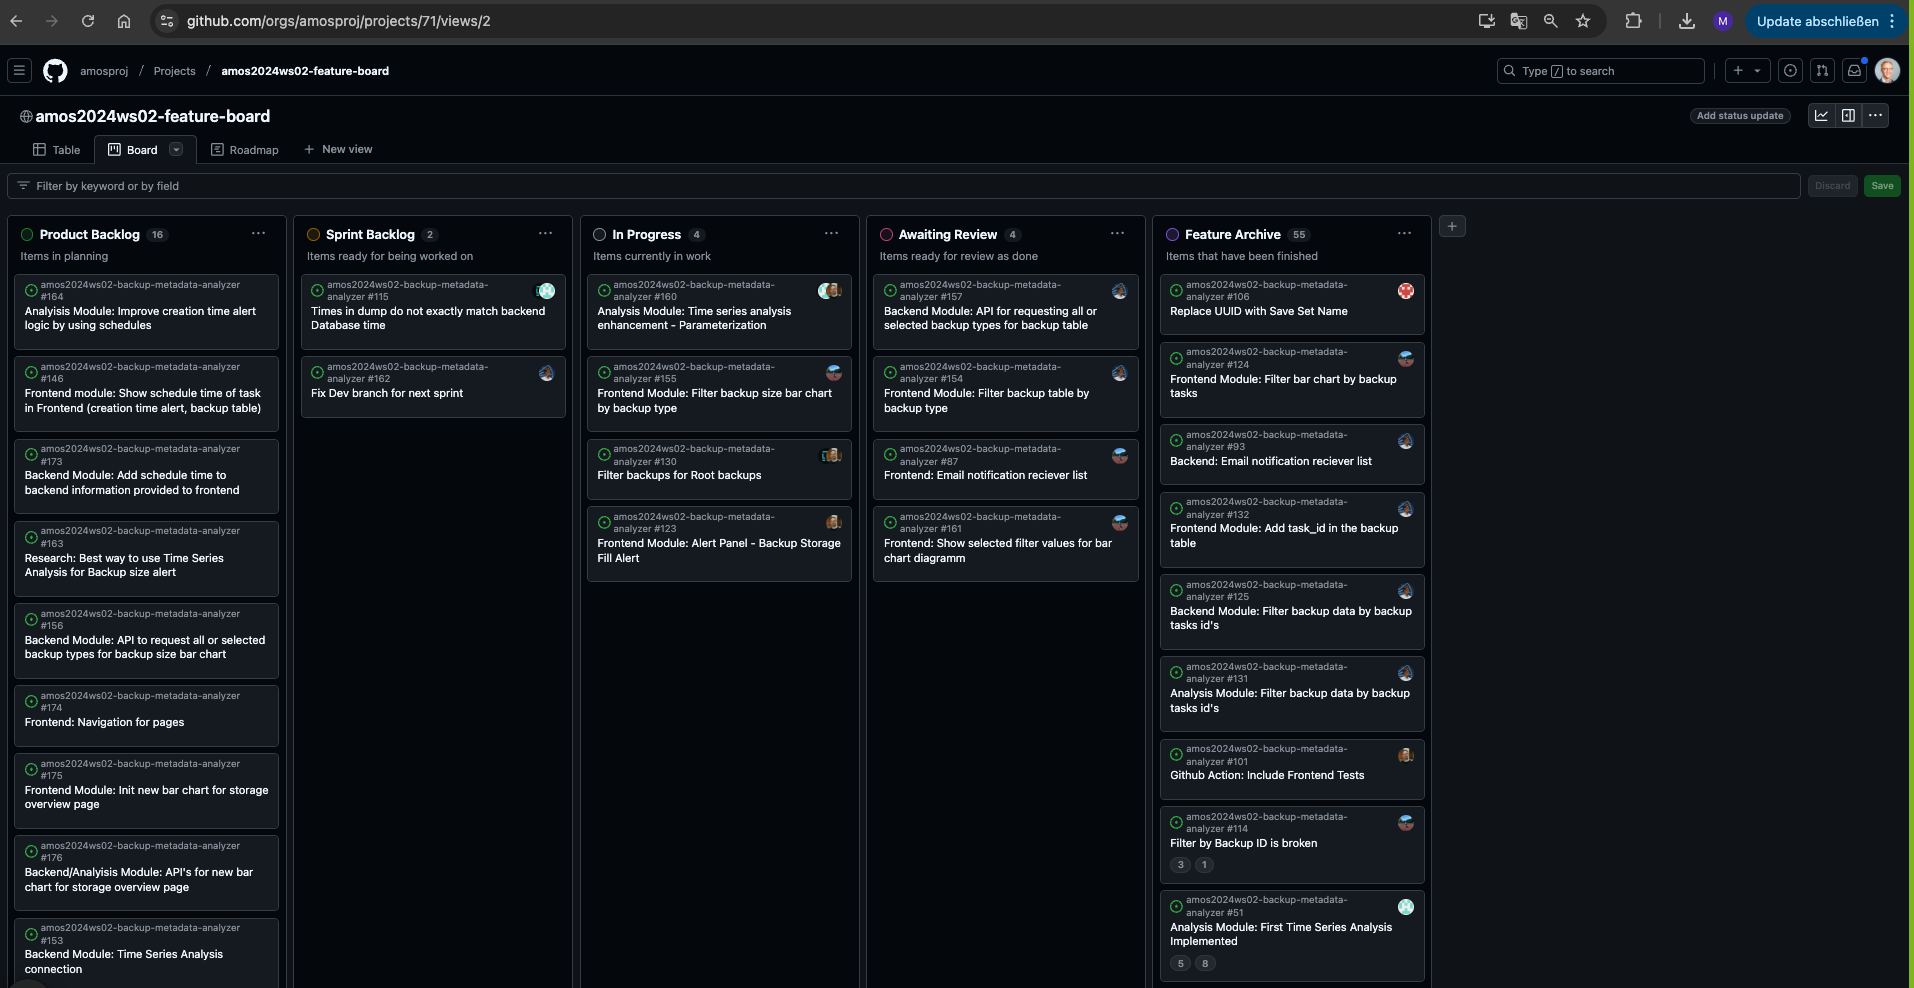 github.com/orgs/amosproj/projects/71/views/2
M
Update abschließen
amosproj / Projects / amos2024ws02-feature-board
Type / to search
amos2024ws02-feature-board
Add status update
Table
Board
Roadmap
New view
Filter by keyword or by field
Discard
Save
Product Backlog 16
Items in planning
amos2024ws02-backup-metadata-analyzer
#164
Analyisis Module: Improve creation time alert
logic by using schedules
amos2024ws02-backup-metadata-analyzer
#146
Frontend module: Show schedule time of task
in Frontend (creation time alert, backup table)
amos2024ws02-backup-metadata-analyzer
#173
Backend Module: Add schedule time to
backend information provided to frontend
amos2024ws02-backup-metadata-analyzer
#163
Research: Best way to use Time Series
Analysis for Backup size alert
amos2024ws02-backup-metadata-analyzer
#156
Backend Module: API to request all or selected
backup types for backup size bar chart
amos2024ws02-backup-metadata-analyzer
#174
Frontend: Navigation for pages
amos2024ws02-backup-metadata-analyzer
#175
Frontend Module: Init new bar chart for storage
overview page
amos2024ws02-backup-metadata-analyzer
#176
Backend/Analyisis Module: API's for new bar
chart for storage overview page
amos2024ws02-backup-metadata-analyzer
#153
Backend Module: Time Series Analysis
connection
Sprint Backlog 2
Items ready for being worked on
amos2024ws02-backup-metadata-
analyzer #115
Times in dump do not exactly match backend
Database time
amos2024ws02-backup-metadata-
analyzer #162
Fix Dev branch for next sprint
In Progress 4
Items currently in work
amos2024ws02-backup-metadata-
analyzer #160
Analysis Module: Time series analysis
enhancement - Parameterization
amos2024ws02-backup-metadata-
analyzer #155
Frontend Module: Filter backup size bar chart
by backup type
amos2024ws02-backup-metadata-
analyzer #130
Filter backups for Root backups
amos2024ws02-backup-metadata-
analyzer #123
Frontend Module: Alert Panel - Backup Storage
Fill Alert
Awaiting Review 4
Items ready for review as done
amos2024ws02-backup-metadata-
analyzer #157
Backend Module: API for requesting all or
selected backup types for backup table
amos2024ws02-backup-metadata-
analyzer #154
Frontend Module: Filter backup table by
backup type
amos2024ws02-backup-metadata-
analyzer #87
Frontend: Email notification reciever list
amos2024ws02-backup-metadata-
analyzer #161
Frontend: Show selected filter values for bar
chart diagramm
Feature Archive 55
Items that have been finished
amos2024ws02-backup-metadata-
analyzer #106
Replace UUID with Save Set Name
amos2024ws02-backup-metadata-
analyzer #124
Frontend Module: Filter bar chart by backup
tasks
amos2024ws02-backup-metadata-
analyzer #93
Backend: Email notification reciever list
amos2024ws02-backup-metadata-
analyzer #132
Frontend Module: Add task_id in the backup
table
amos2024ws02-backup-metadata-
analyzer #125
Backend Module: Filter backup data by backup
tasks id's
amos2024ws02-backup-metadata-
analyzer #131
Analysis Module: Filter backup data by backup
tasks id's
amos2024ws02-backup-metadata-
analyzer #101
Github Action: Include Frontend Tests
amos2024ws02-backup-metadata-
analyzer #114
Filter by Backup ID is broken
3 1
amos2024ws02-backup-metadata-
analyzer #51
Analysis Module: First Time Series Analysis
Implemented
5 8